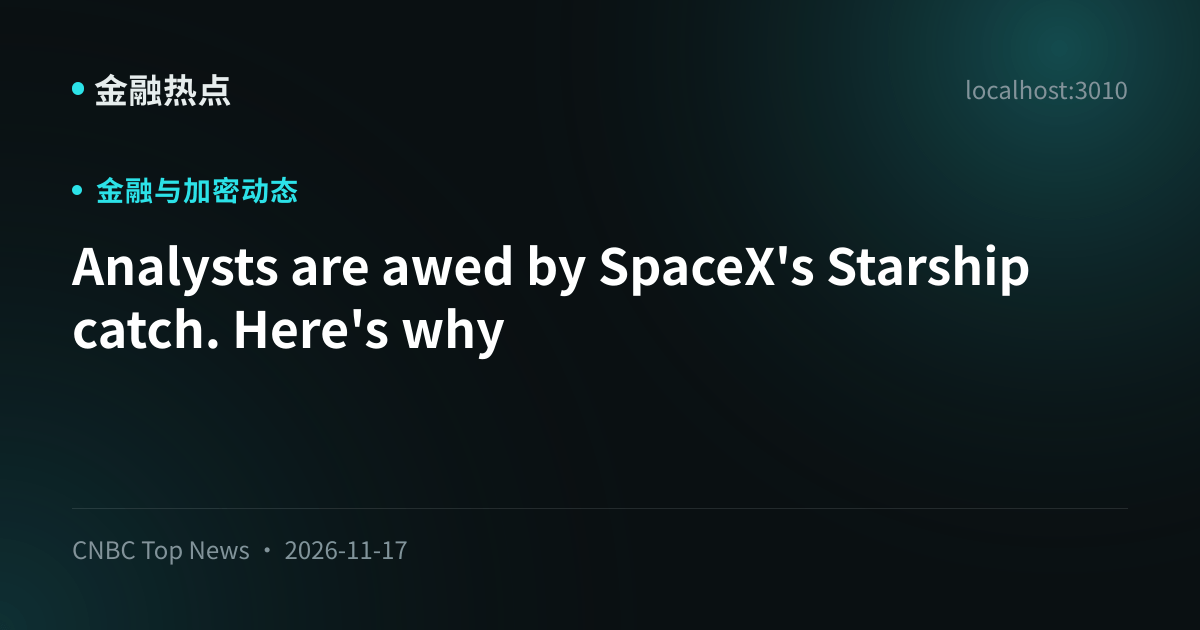 金融热点
localhost:3010
金融与加密动态
Analysts are awed by SpaceX's Starship
catch. Here's why
CNBC Top News • 2026-11-17